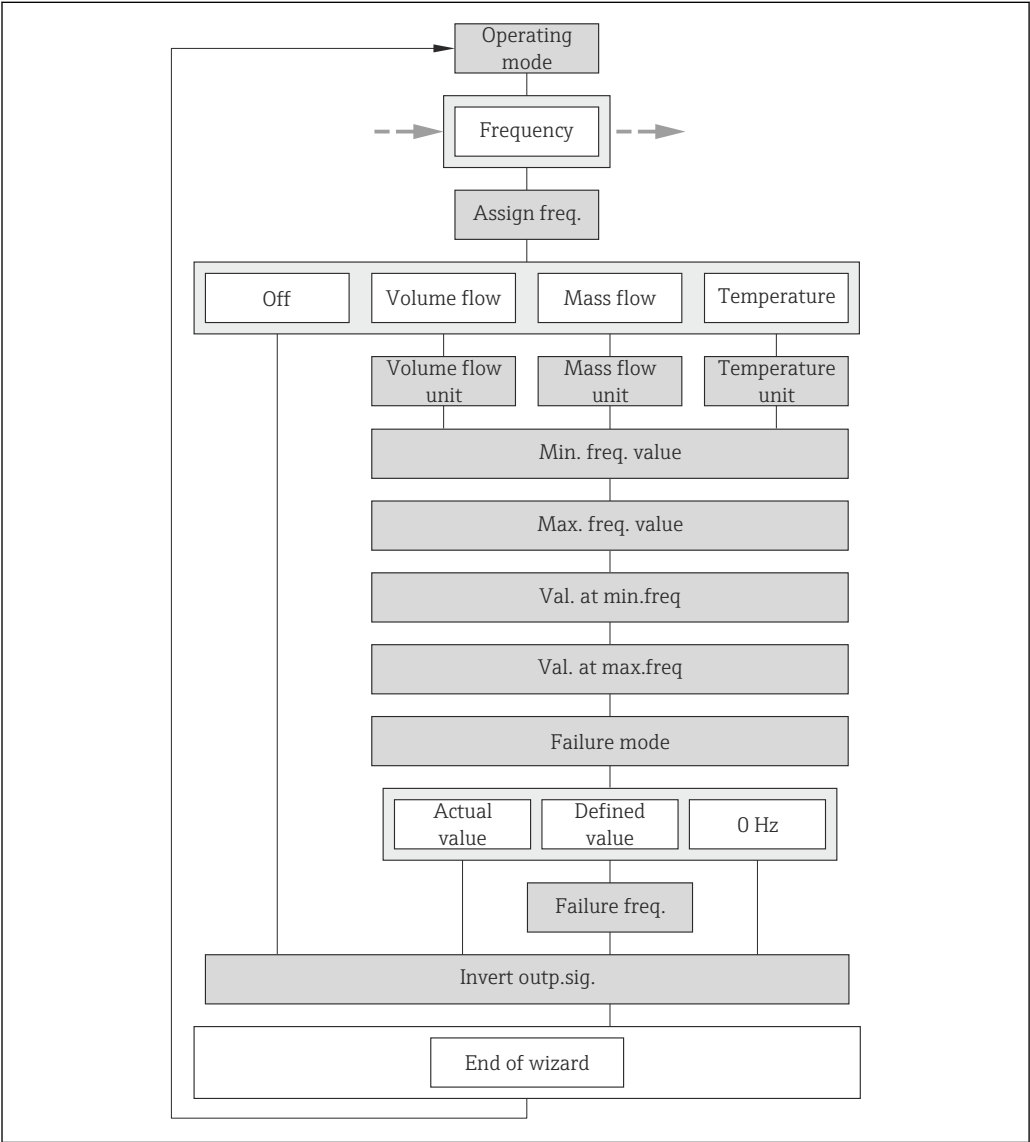 Operating
mode
Frequency
Assign freq.
Off
Volume flow
Mass flow
Temperature
Volume flow
unit
Mass flow
unit
Temperature
unit
Min. freq. value
Max. freq. value
Val. at min.freq
Val. at max.freq
Failure mode
Actual
value
Defined
value
0 Hz
Failure freq.
Invert outp.sig.
End of wizard